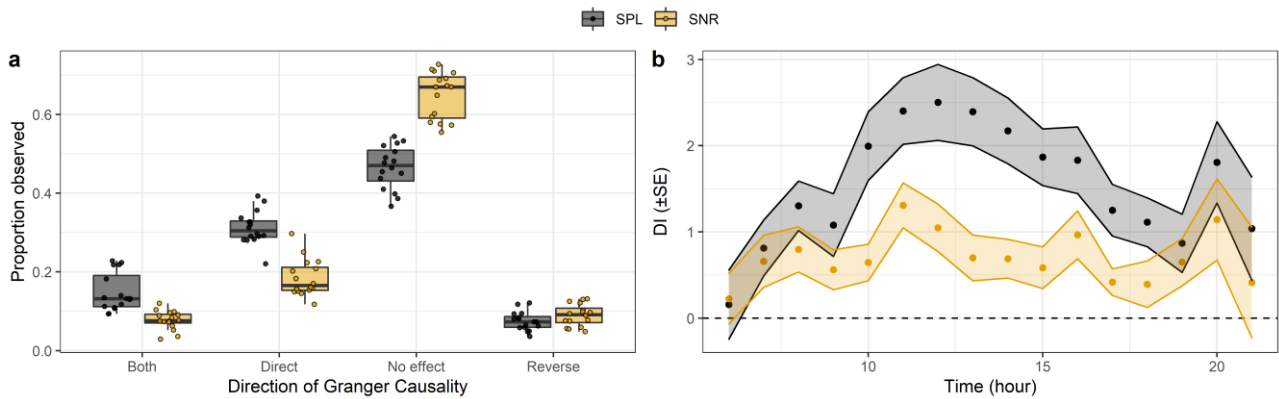 SPL SNR
a
Proportion observed
0.6
0.4
0.2
0.0
Both Direct No effect Reverse
Direction of Granger Causality
b
DI (±SE)
3
2
1
0
10 15 20
Time (hour)